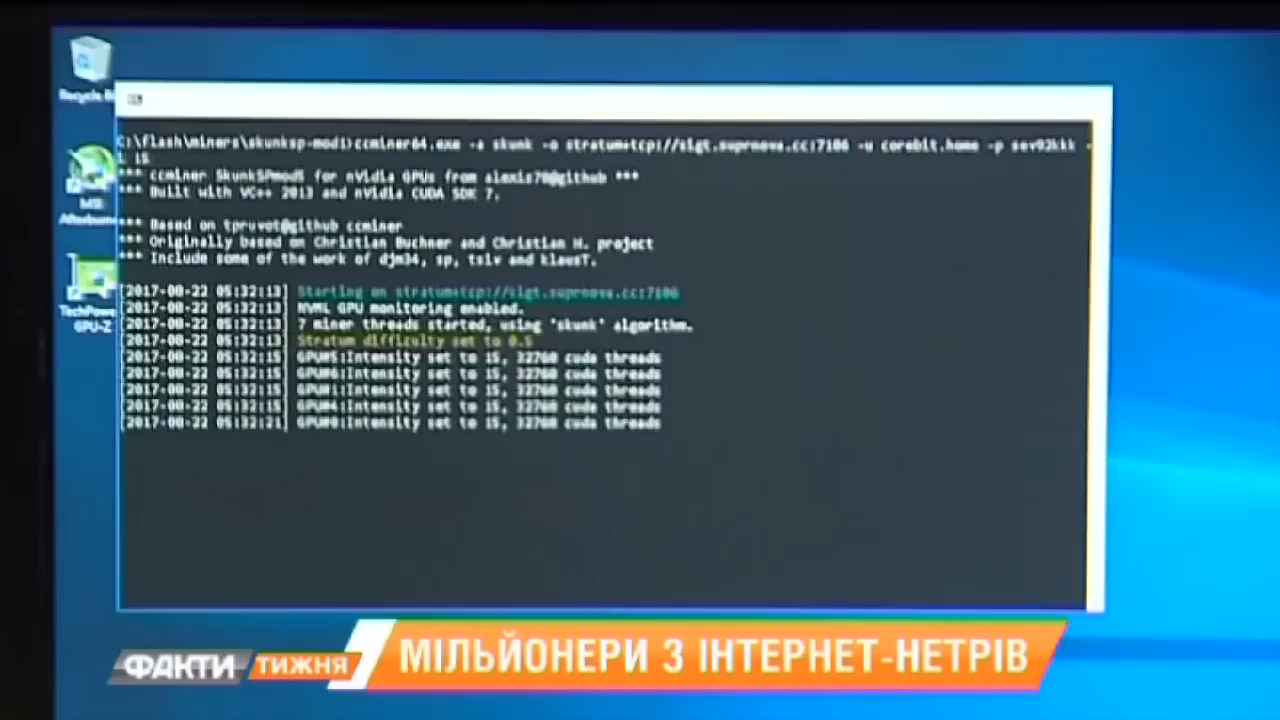 Recycle Bi
MSI
Afterburne
TechPowe
GPU-Z
C:\flash\miners\skunksp-mod1>ccminer64.exe -a skunk -o stratum+tcp://sigt.suprnova.cc:7106 -u corebit.home -p sev92kkk -
i 15
*** ccminer SkunkSPmod5 for nVidia GPUs from alexis78@github ***
*** Built with VC++ 2013 and nVidia CUDA SDK 7.
*** Based on tpruvot@github ccminer
*** Originally based on Christian Buchner and Christian H. project
*** Include some of the work of djm34, sp, tsiv and klausT.
[2017-08-22 05:32:13] Starting on stratum+tcp://sigt.suprnova.cc:7106
[2017-08-22 05:32:13] NVML GPU monitoring enabled.
[2017-08-22 05:32:13] 7 miner threads started, using 'skunk' algorithm.
[2017-08-22 05:32:13] Stratum difficulty set to 0.5
[2017-08-22 05:32:15] GPU#5:Intensity set to 15, 32768 cuda threads
[2017-08-22 05:32:15] GPU#6:Intensity set to 15, 32768 cuda threads
[2017-08-22 05:32:15] GPU#1:Intensity set to 15, 32768 cuda threads
[2017-08-22 05:32:15] GPU#4:Intensity set to 15, 32768 cuda threads
[2017-08-22 05:32:21] GPU#0:Intensity set to 15, 32768 cuda threads
ФАКТИ ТИЖНЯ
МІЛЬЙОНЕРИ З ІНТЕРНЕТ-НЕТРІВ